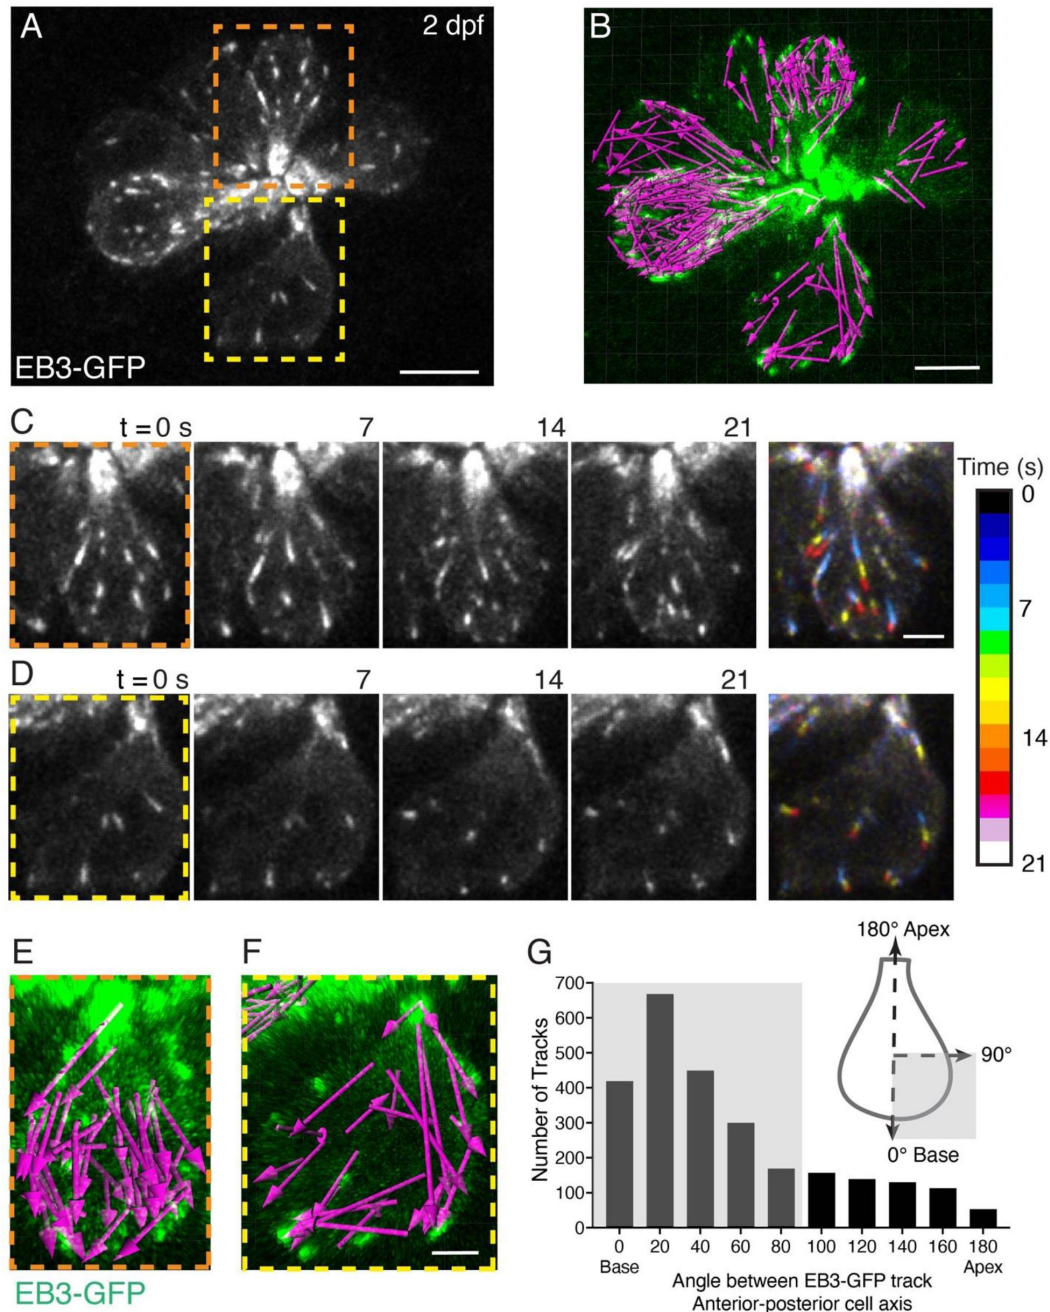 A
2 dpf
EB3-GFP
B
C
t = 0 s
7
14
21
Time (s)
0
7
14
21
D
t = 0 s
7
14
21
E
F
EB3-GFP
G
180° Apex
90°
0° Base
Number of Tracks
700
600
500
400
300
200
100
0
0 20 40 60 80 100 120 140 160 180
Base Apex
Angle between EB3-GFP track
Anterior-posterior cell axis